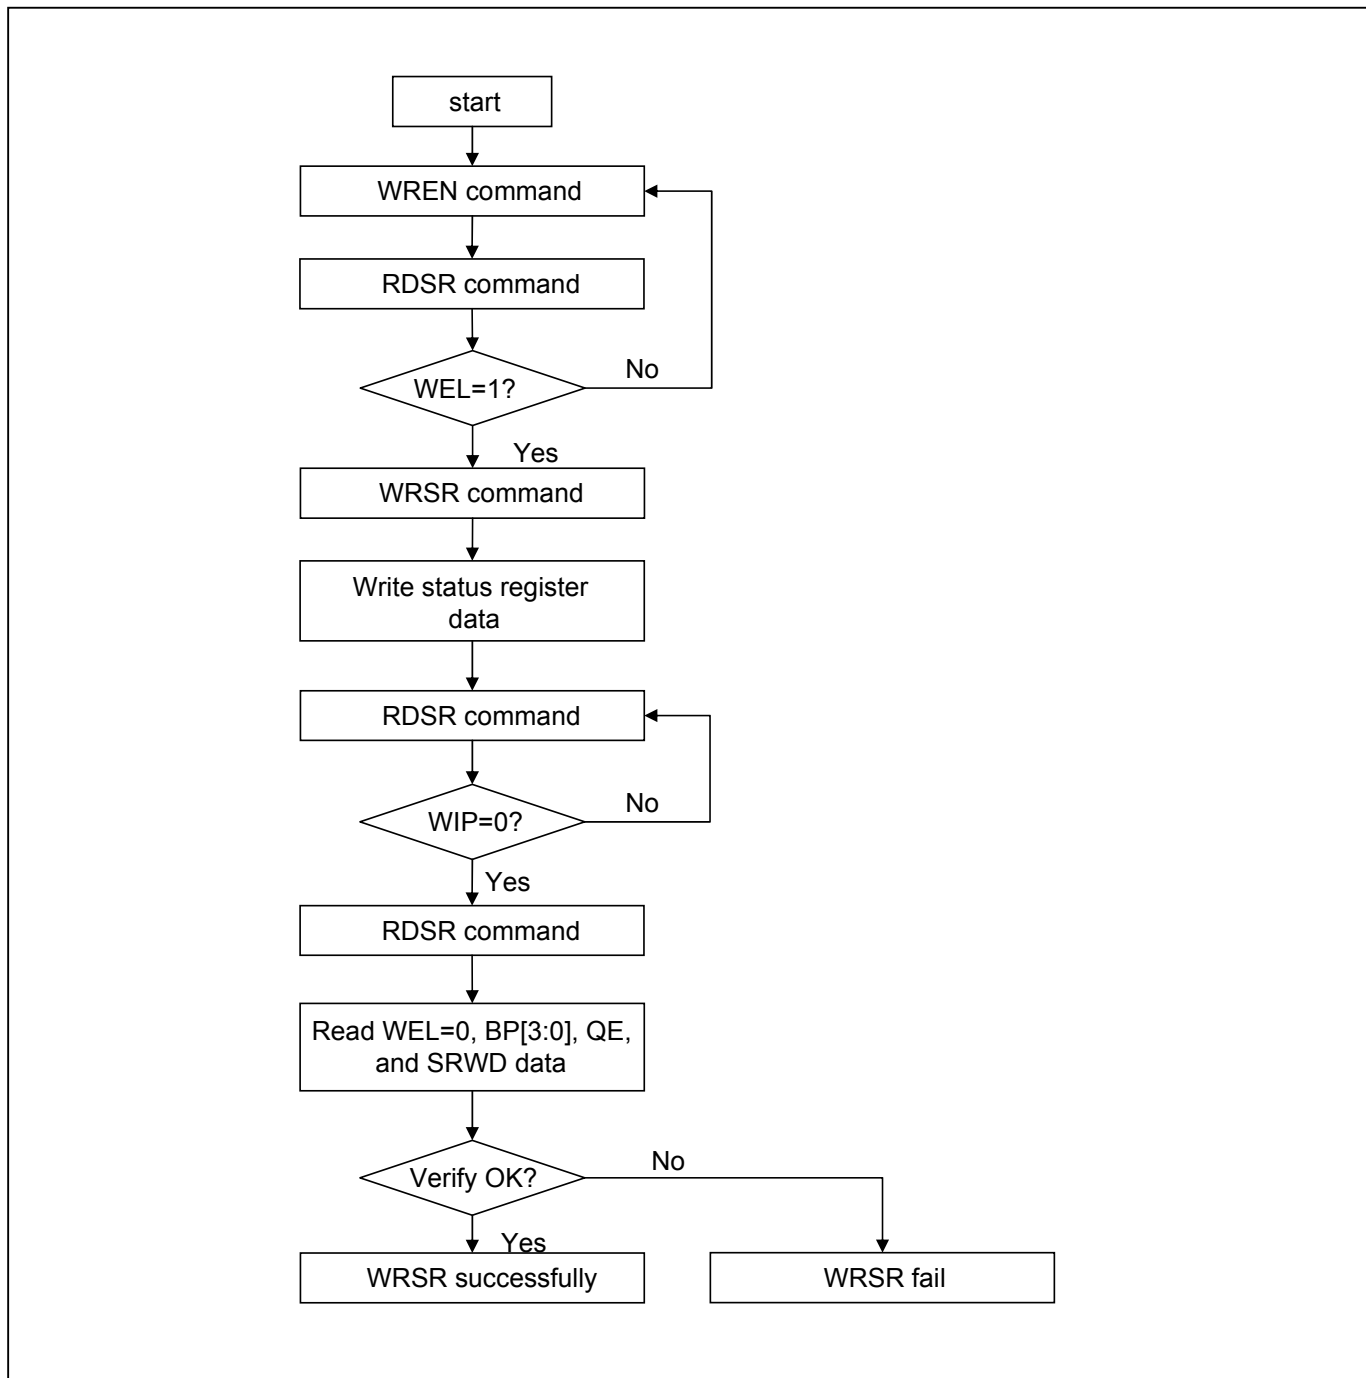 start
WREN command
RDSR command
WEL=1?
No
Yes
WRSR command
Write status register
data
RDSR command
WIP=0?
No
Yes
RDSR command
Read WEL=0, BP[3:0], QE,
and SRWD data
Verify OK?
No
Yes
WRSR successfully
WRSR fail